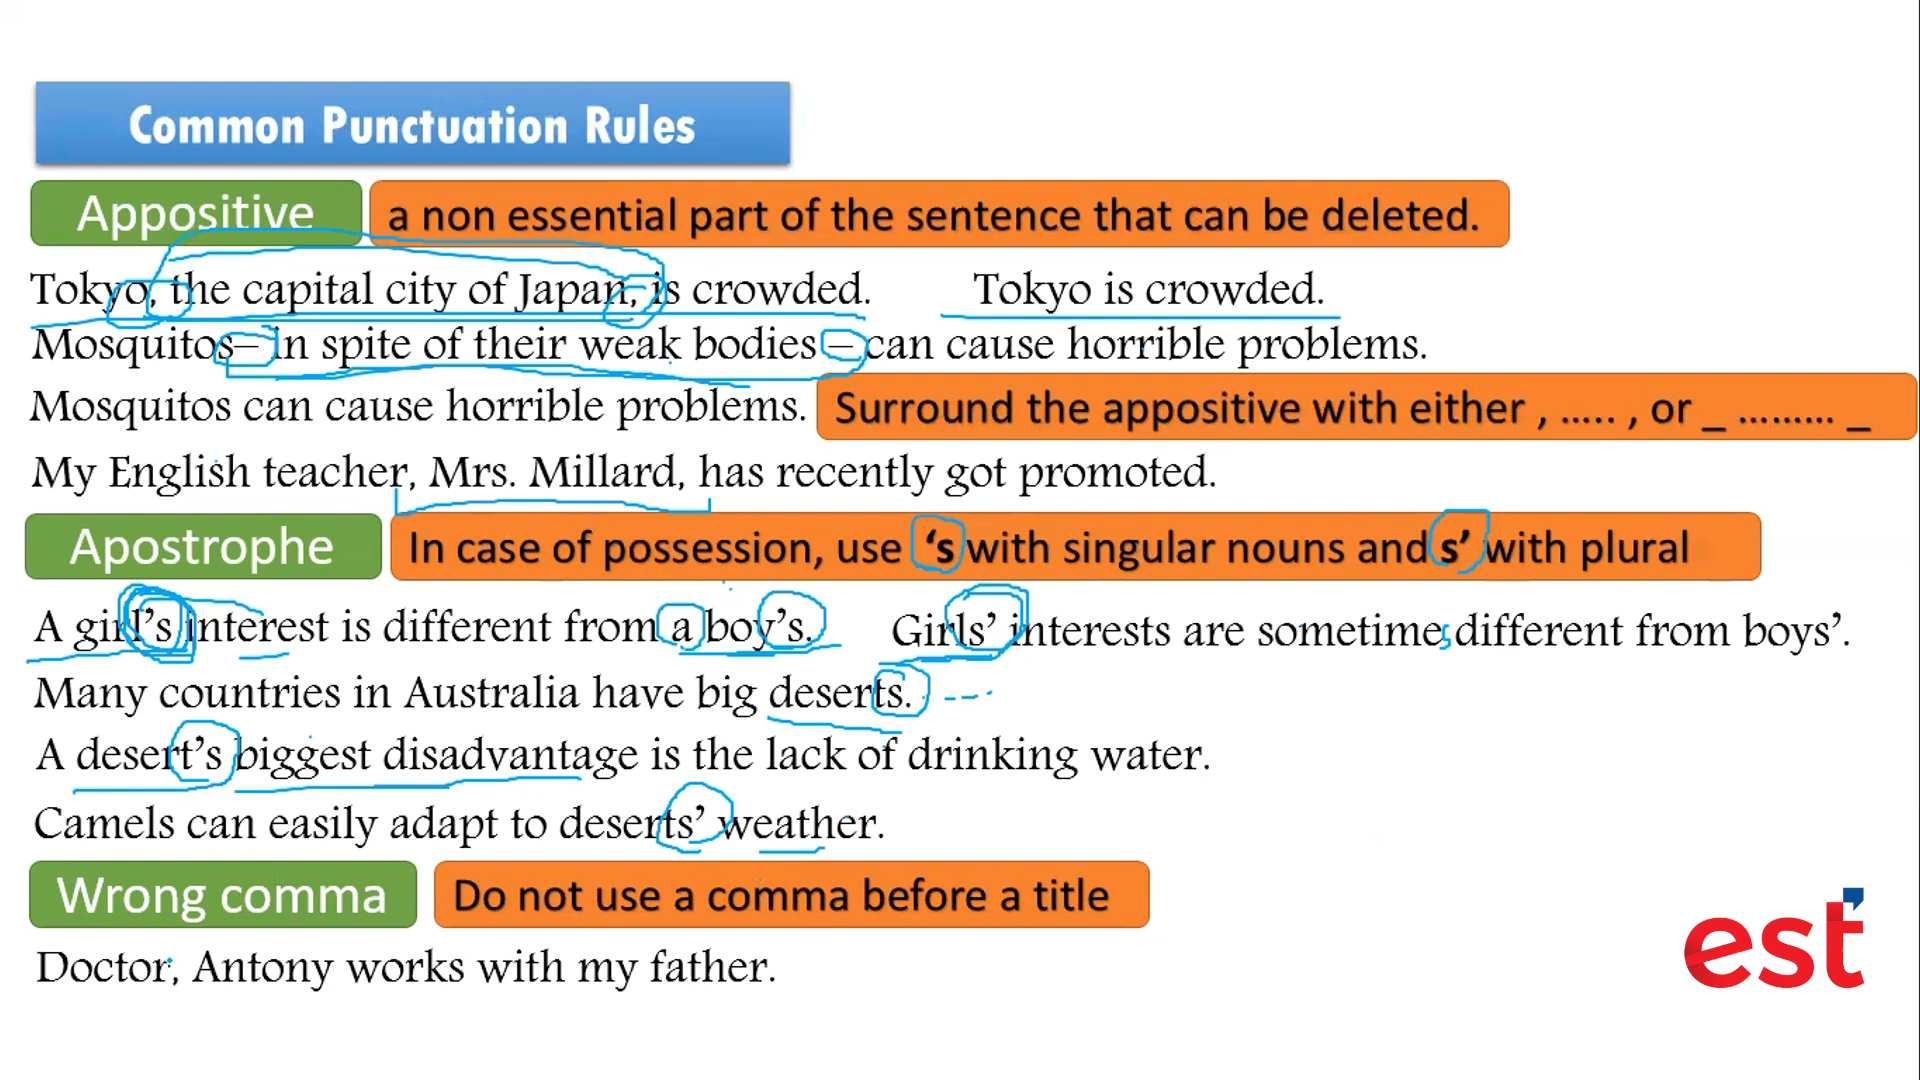 Common Punctuation Rules
Appositive
a non essential part of the sentence that can be deleted.
Tokyo, the capital city of Japan, is crowded.
Tokyo is crowded.
Mosquitos– in spite of their weak bodies – can cause horrible problems.
Mosquitos can cause horrible problems.
Surround the appositive with either , ….. , or _ ……… _
My English teacher, Mrs. Millard, has recently got promoted.
Apostrophe
In case of possession, use ‘s with singular nouns and s’ with plural
A girl’s interest is different from a boy’s.
Girls’ interests are sometimes different from boys’.
Many countries in Australia have big deserts.
A desert’s biggest disadvantage is the lack of drinking water.
Camels can easily adapt to deserts’ weather.
Wrong comma
Do not use a comma before a title
Doctor, Antony works with my father.
est